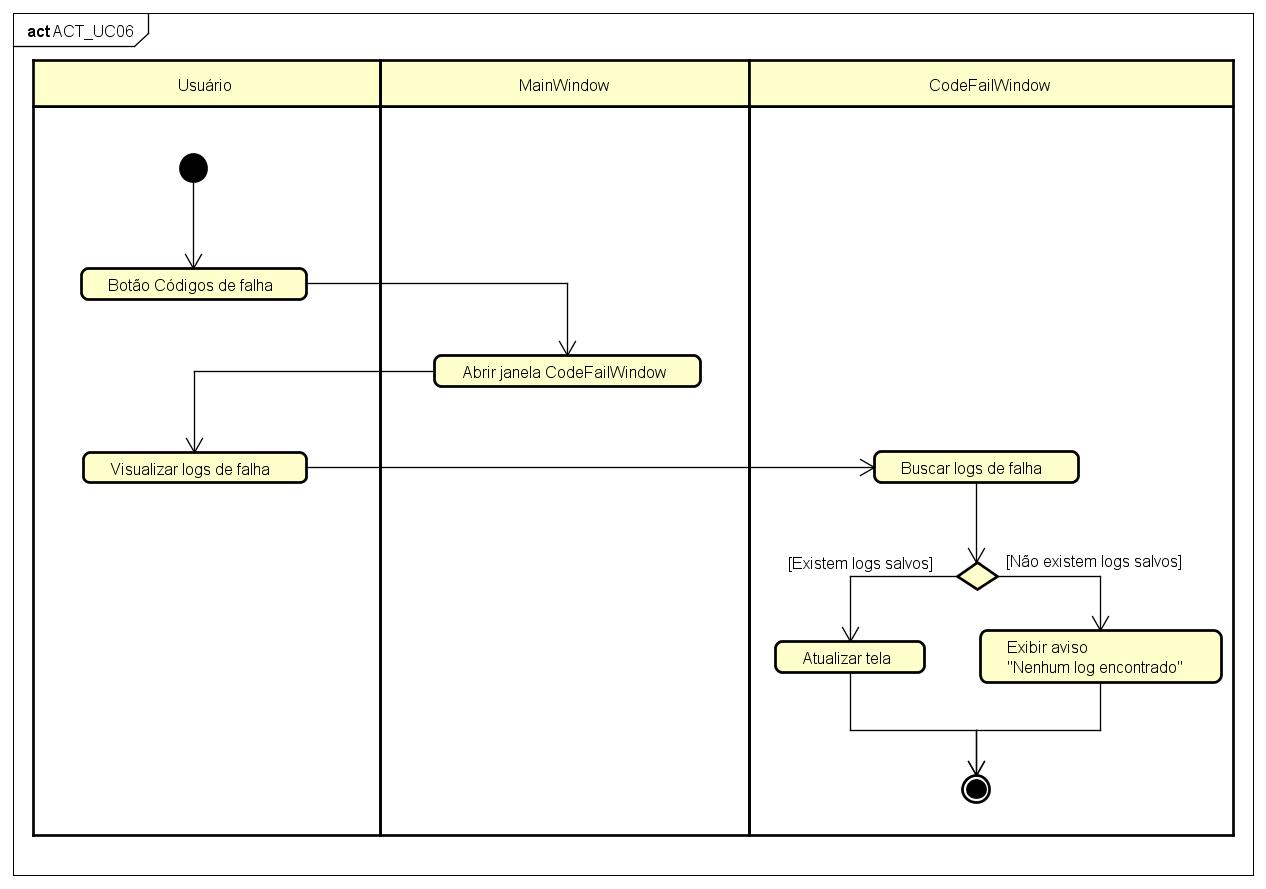 act ACT_UC06
Usuário
MainWindow
CodeFailWindow
Botão Códigos de falha
Abrir janela CodeFailWindow
Visualizar logs de falha
Buscar logs de falha
[Existem logs salvos]
[Não existem logs salvos]
Atualizar tela
Exibir aviso
"Nenhum log encontrado"